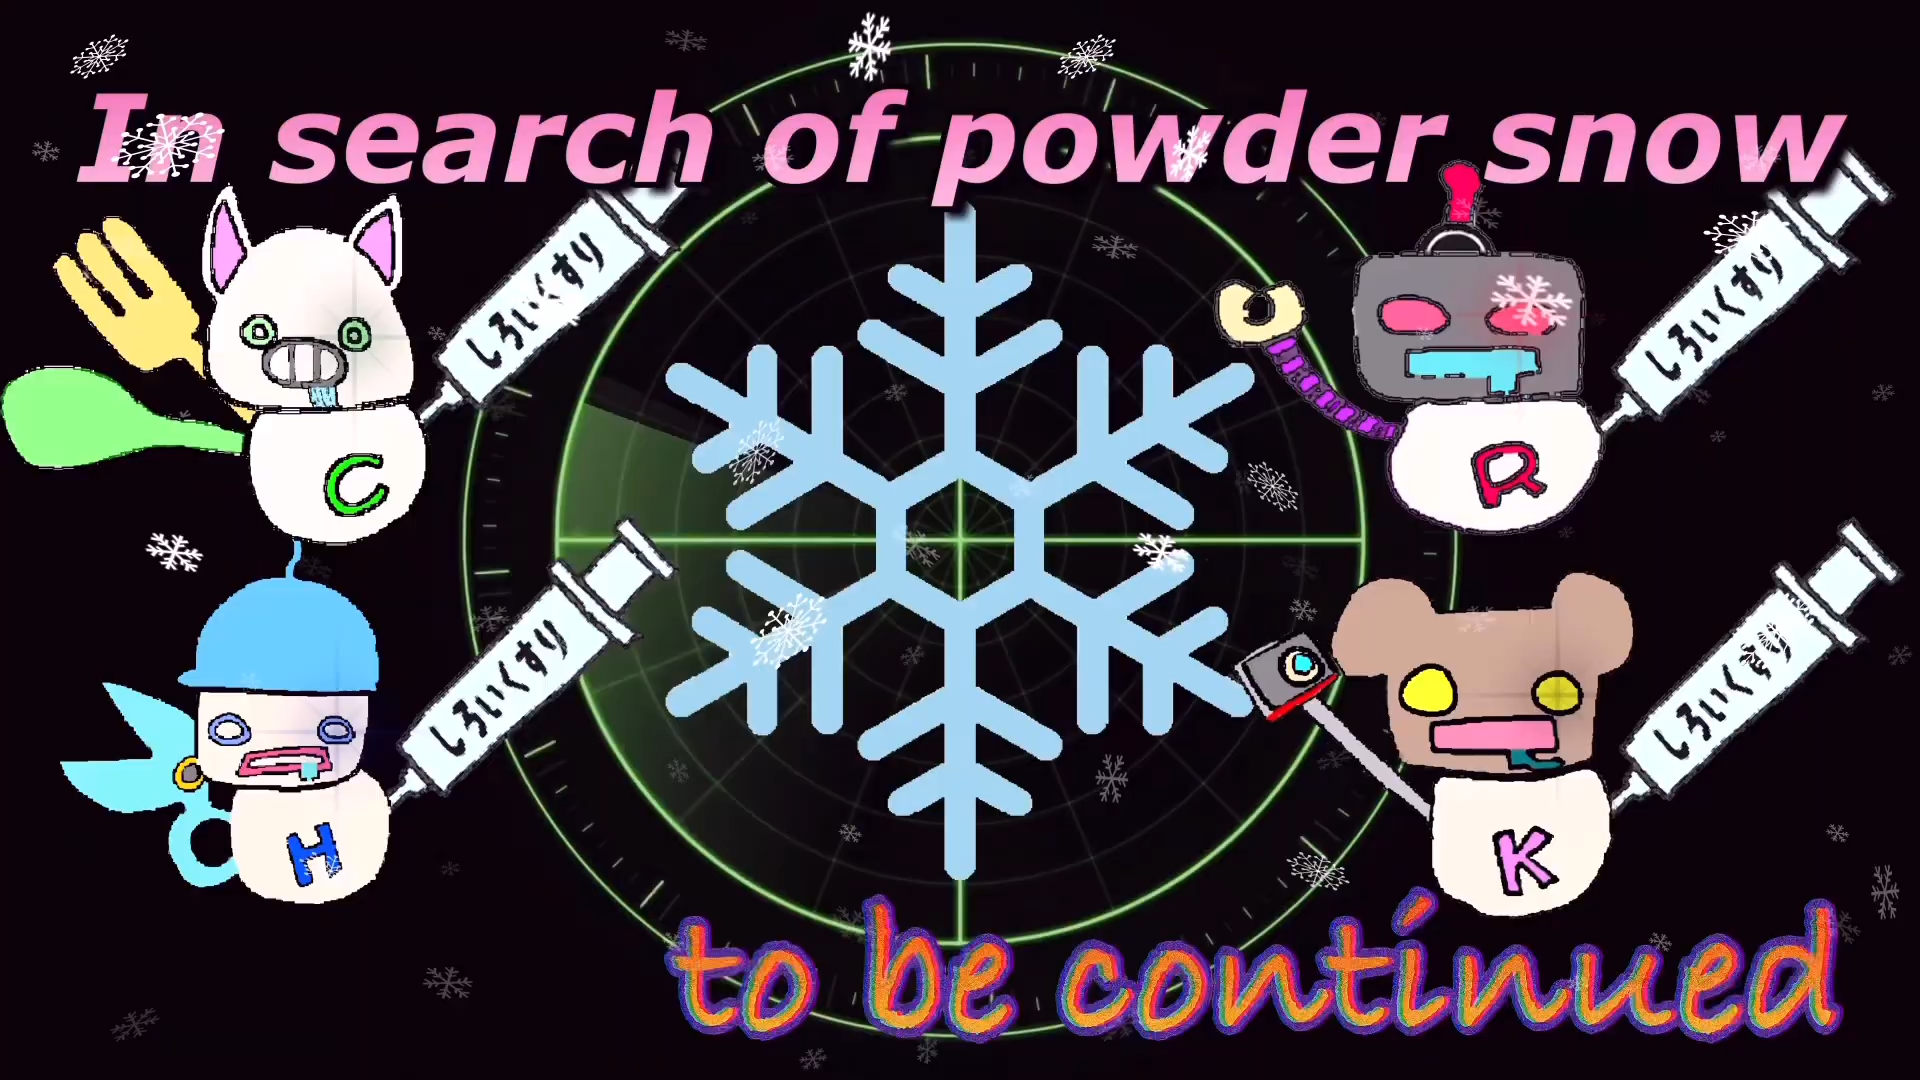 In search of powder snow
しろいくすり
しろいくすり
C
R
しろいくすり
しろいくすり
H
K
to be continued